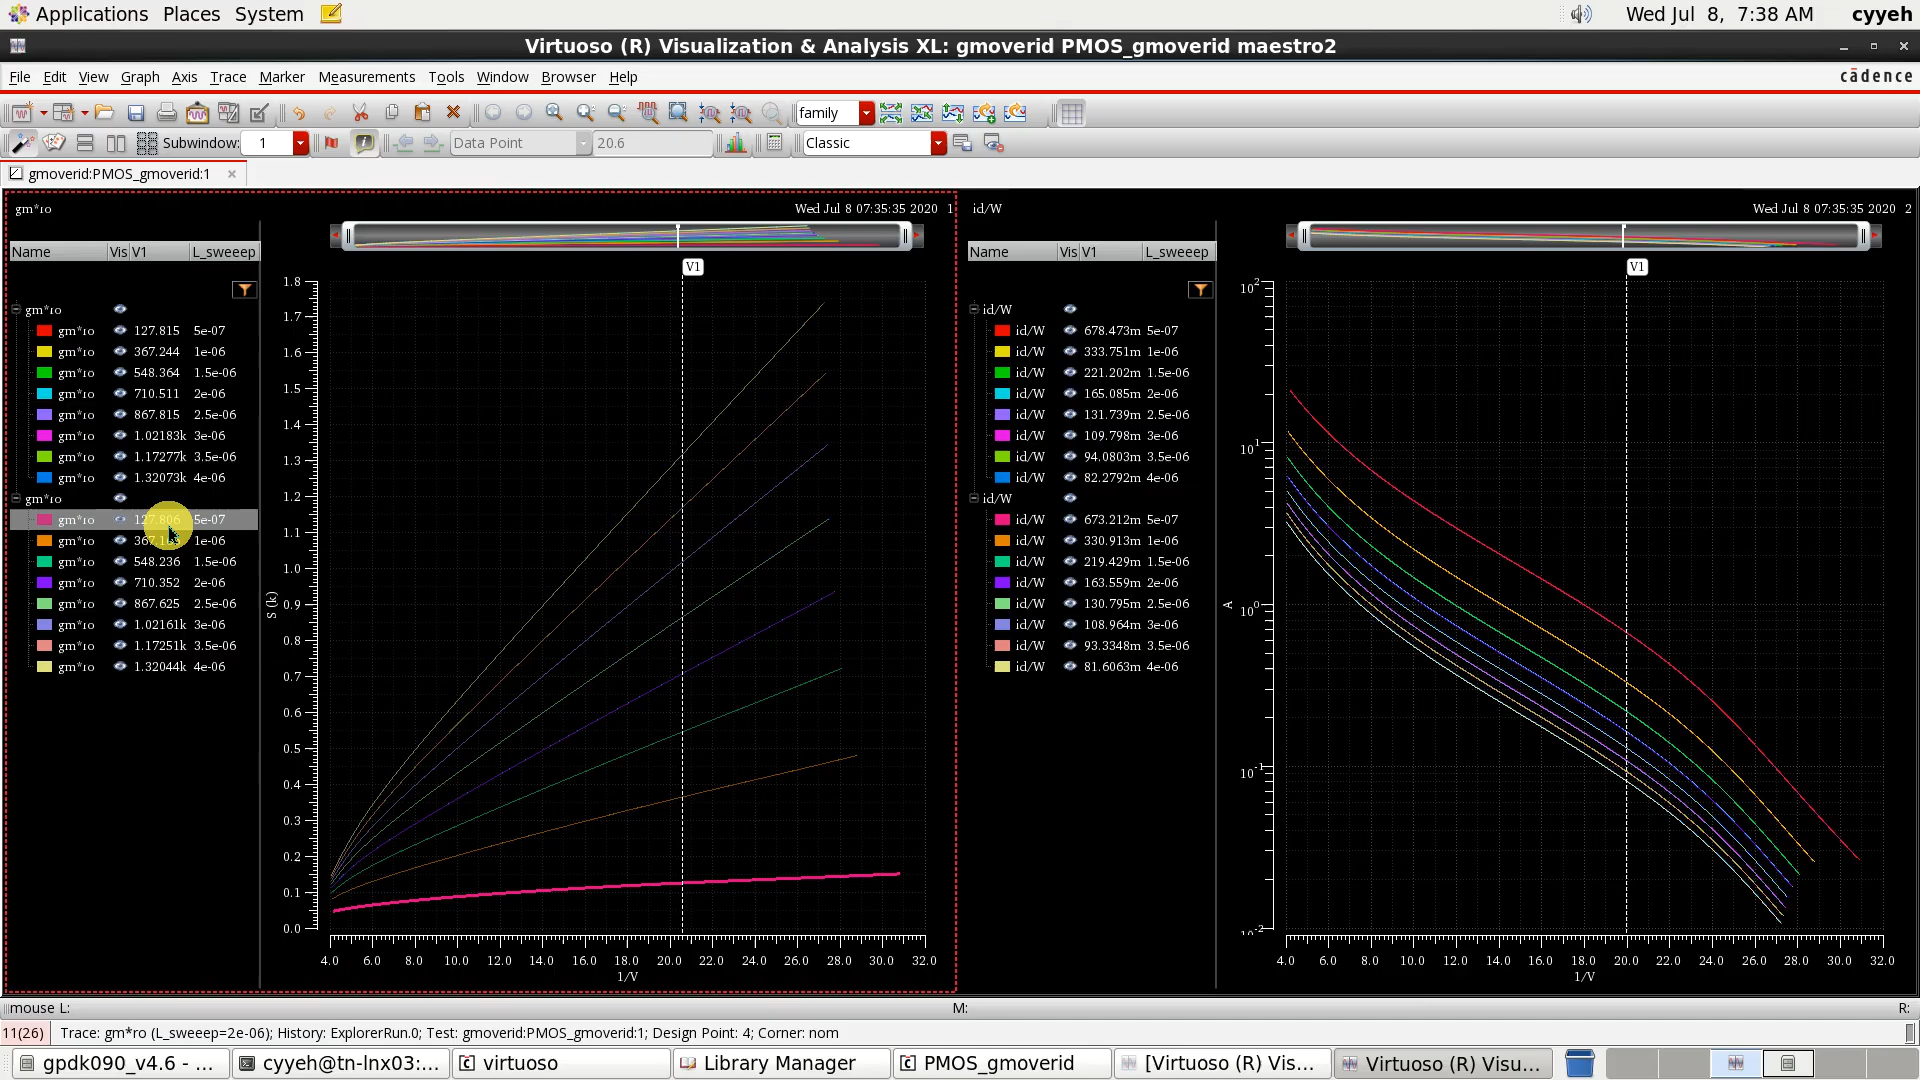 Applications Places System
Wed Jul 8, 7:38 AM cyyeh
Virtuoso (R) Visualization & Analysis XL: gmoverid PMOS_gmoverid maestro2
File Edit View Graph Axis Trace Marker Measurements Tools Window Browser Help
cādence
family
Subwindow: 1 Data Point 20.6 Classic
gmoverid:PMOS_gmoverid:1
gm*ro
Wed Jul 8 07:35:35 2020 1
Name Vis V1 L_sweeep
gm*ro
gm*ro 127.815 5e-07
gm*ro 367.244 1e-06
gm*ro 548.364 1.5e-06
gm*ro 710.511 2e-06
gm*ro 867.815 2.5e-06
gm*ro 1.02183k 3e-06
gm*ro 1.17277k 3.5e-06
gm*ro 1.32073k 4e-06
gm*ro
gm*ro 127.806 5e-07
gm*ro 1e-06
gm*ro 548.236 1.5e-06
gm*ro 710.352 2e-06
gm*ro 867.625 2.5e-06
gm*ro 1.02161k 3e-06
gm*ro 1.17251k 3.5e-06
gm*ro 1.32044k 4e-06
V1
1.8
1.7
1.6
1.5
1.4
1.3
1.2
1.1
1.0
0.9
0.8
0.7
0.6
0.5
0.4
0.3
0.2
0.1
0.0
S (k)
4.0 6.0 8.0 10.0 12.0 14.0 16.0 18.0 20.0 22.0 24.0 26.0 28.0 30.0 32.0
1/V
id/W
Wed Jul 8 07:35:35 2020 2
Name Vis V1 L_sweeep
id/W
id/W 678.473m 5e-07
id/W 333.751m 1e-06
id/W 221.202m 1.5e-06
id/W 165.085m 2e-06
id/W 131.739m 2.5e-06
id/W 109.798m 3e-06
id/W 94.0803m 3.5e-06
id/W 82.2792m 4e-06
id/W
id/W 673.212m 5e-07
id/W 330.913m 1e-06
id/W 219.429m 1.5e-06
id/W 163.559m 2e-06
id/W 130.795m 2.5e-06
id/W 108.964m 3e-06
id/W 93.3348m 3.5e-06
id/W 81.6063m 4e-06
V1
10²
10¹
10⁰
10⁻¹
A
4.0 6.0 8.0 10.0 12.0 14.0 16.0 18.0 20.0 22.0 24.0 26.0 28.0 30.0 32.0
1/V
mouse L: M: R:
11(26) Trace: gm*ro (L_sweeep=2e-06); History: ExplorerRun.0; Test: gmoverid:PMOS_gmoverid:1; Design Point: 4; Corner: nom
gpdk090_v4.6 - ... cyyeh@tn-lnx03:... virtuoso Library Manager PMOS_gmoverid [Virtuoso (R) Vis... Virtuoso (R) Visu...